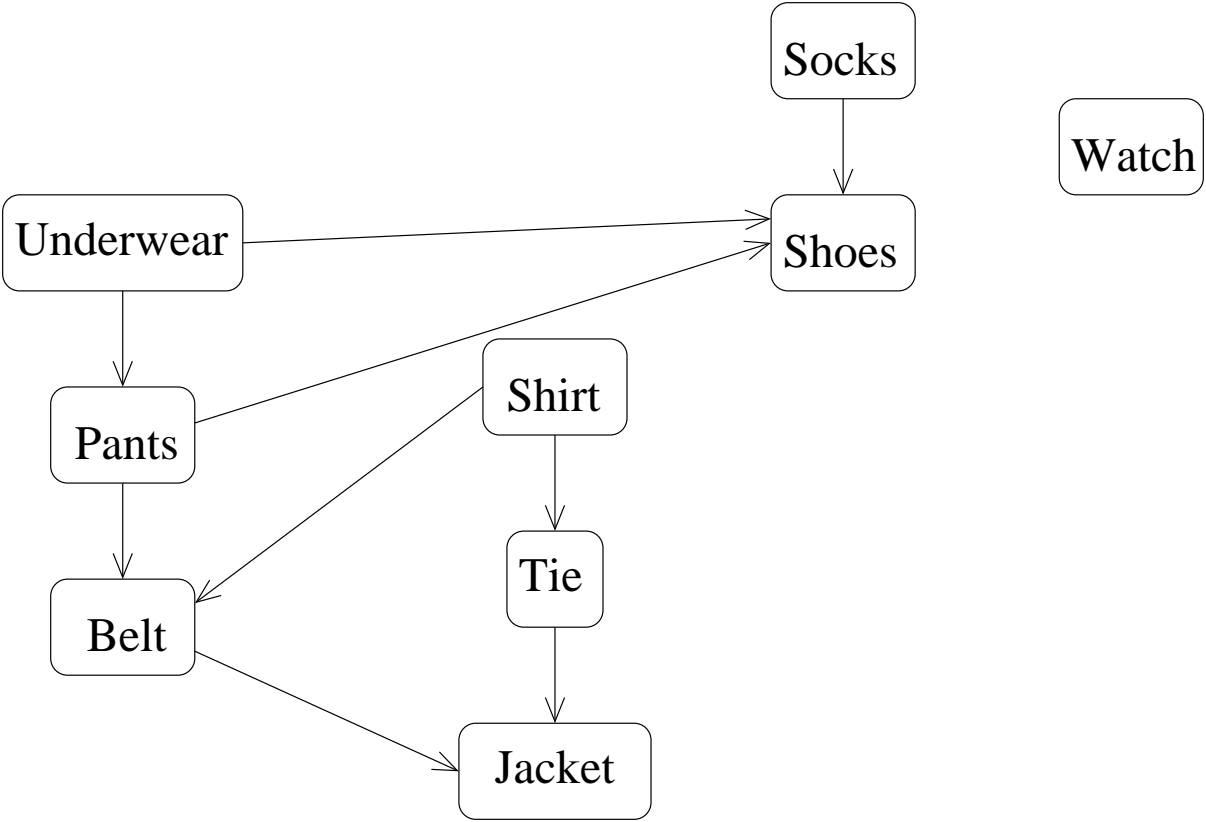 Socks
Watch
Underwear
Shoes
Shirt
Pants
Tie
Belt
Jacket